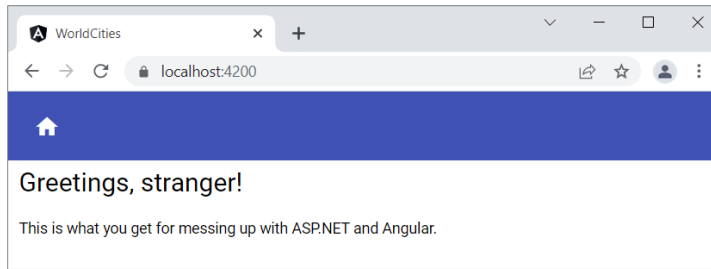 WorldCities
localhost:4200
Greetings, stranger!
This is what you get for messing up with ASP.NET and Angular.